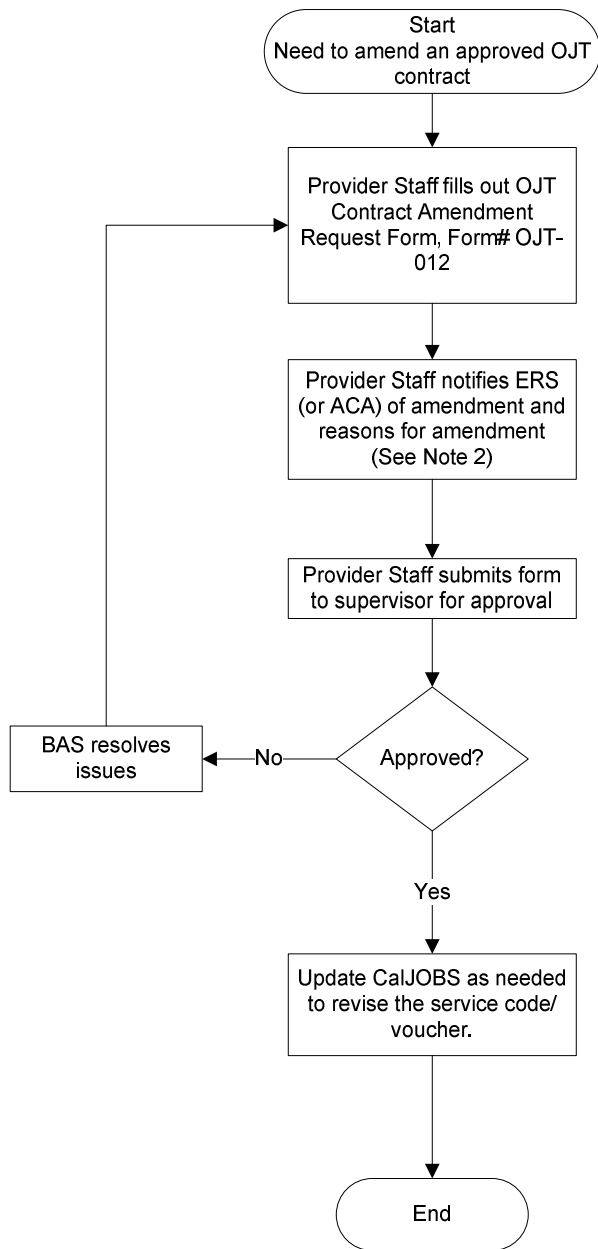 Start
Need to amend an approved OJT
contract
Provider Staff fills out OJT
Contract Amendment
Request Form, Form# OJT-
012
Provider Staff notifies ERS
(or ACA) of amendment and
reasons for amendment
(See Note 2)
Provider Staff submits form
to supervisor for approval
BAS resolves
issues
No
Approved?
Yes
Update CalJOBS as needed
to revise the service code/
voucher.
End